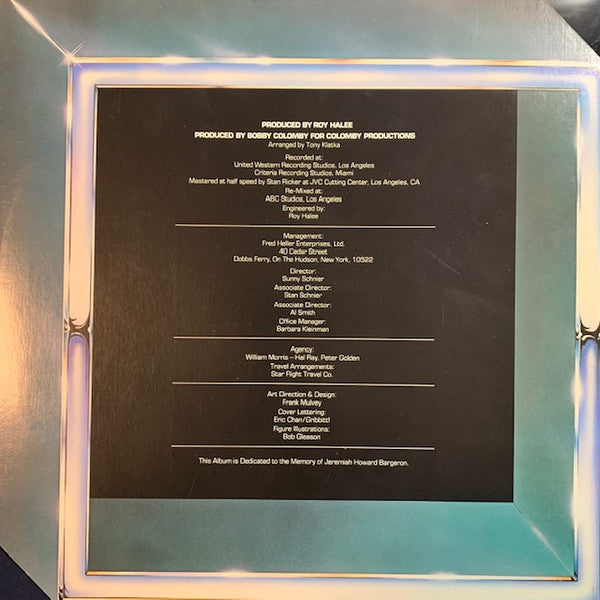 PRODUCED BY ROY HALEE
PRODUCED BY BOBBY COLOMBY FOR COLOMBY PRODUCTIONS
Arranged by Tony Klatka
Recorded at:
United Western Recording Studios, Los Angeles
Criteria Recording Studios, Miami
Mastered at half speed by Stan Ricker at JVC Cutting Center, Los Angeles, CA
Re-Mixed at:
ABC Studios, Los Angeles
Engineered by:
Roy Halee
Management:
Fred Heller Enterprises, Ltd.
40 Cedar Street
Dobbs Ferry, On The Hudson, New York, 10522
Director:
Sunny Schnier
Associate Director:
Stan Schnier
Associate Director:
Al Smith
Office Manager:
Barbara Kleinman
Agency:
William Morris—Hal Ray, Peter Golden
Travel Arrangements:
Star Flight Travel Co.
Art Direction & Design:
Frank Mulvey
Cover Lettering:
Eric Chan/Gribbitt!
Figure Illustrations:
Bob Gleason
This Album is Dedicated to the Memory of Jeremiah Howard Bargeron.